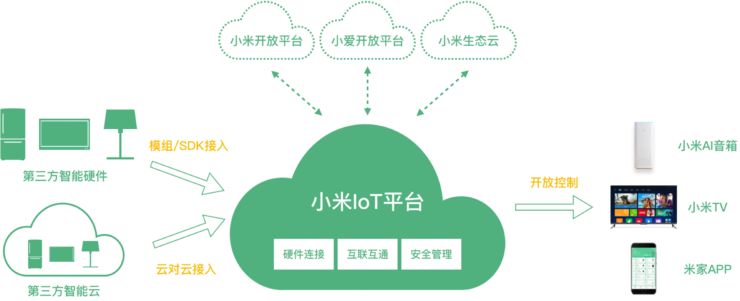 小米开放平台
小爱开放平台
小米生态云
模组/SDK接入
第三方智能硬件
小米IoT平台
硬件连接
互联互通
安全管理
云对云接入
第三方智能云
开放控制
小米AI音箱
小米TV
米家APP